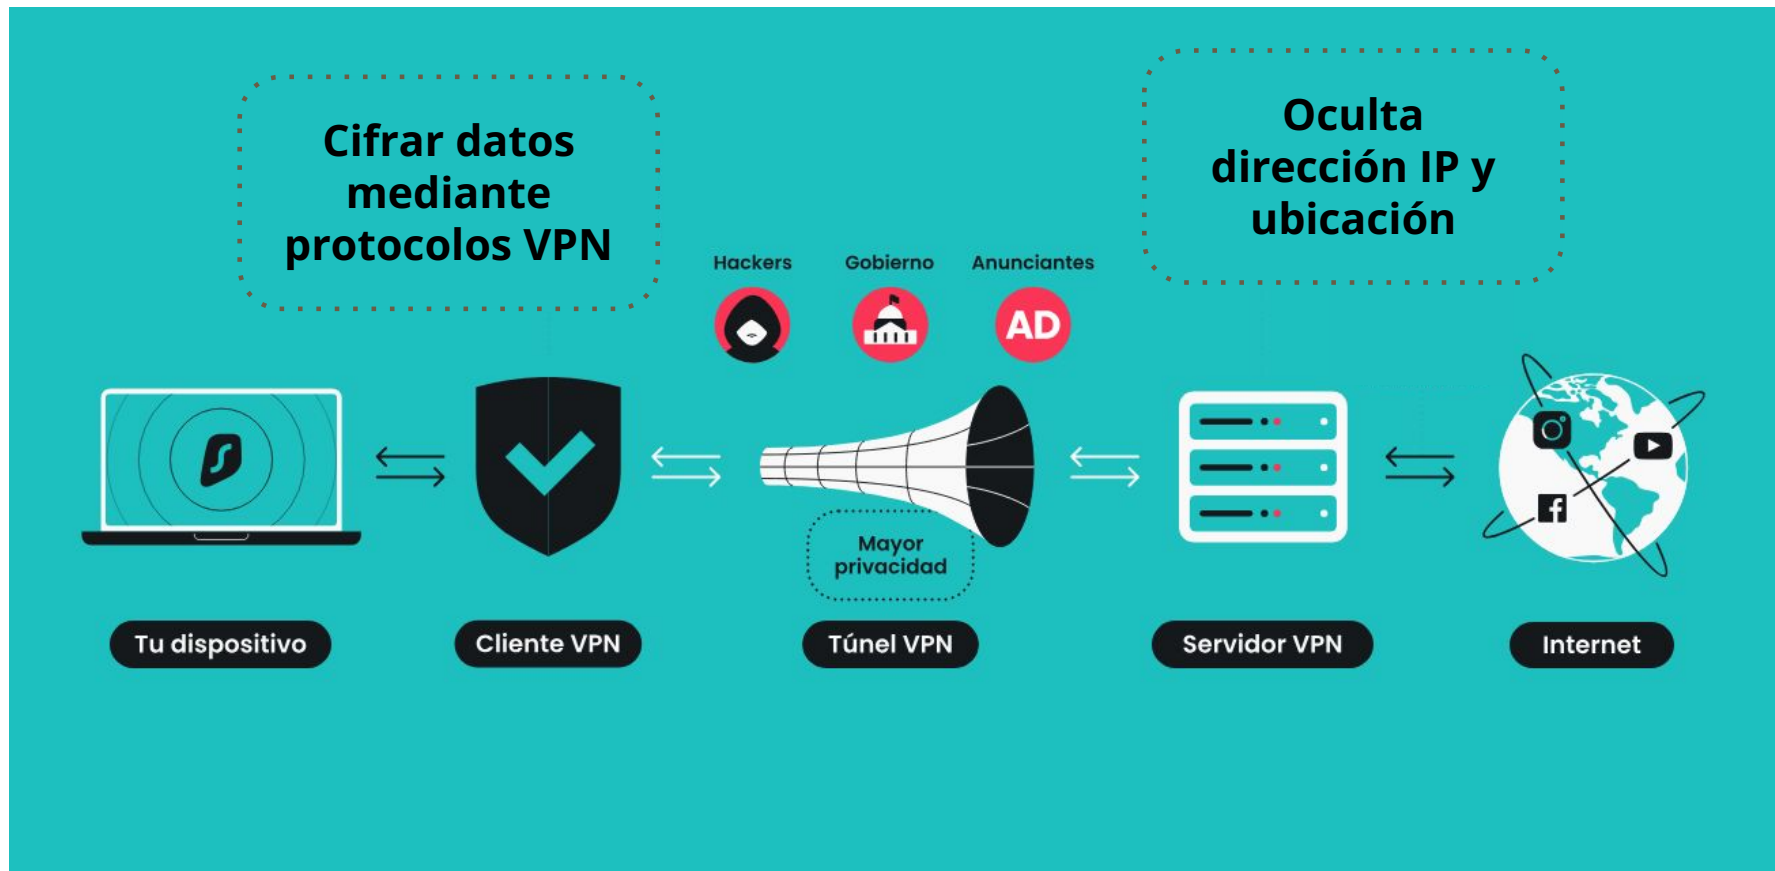 Cifrar datos
mediante
protocolos VPN
Oculta
dirección IP y
ubicación
Hackers
Gobierno
Anunciantes
AD
Mayor
privacidad
Tu dispositivo
Cliente VPN
Túnel VPN
Servidor VPN
Internet